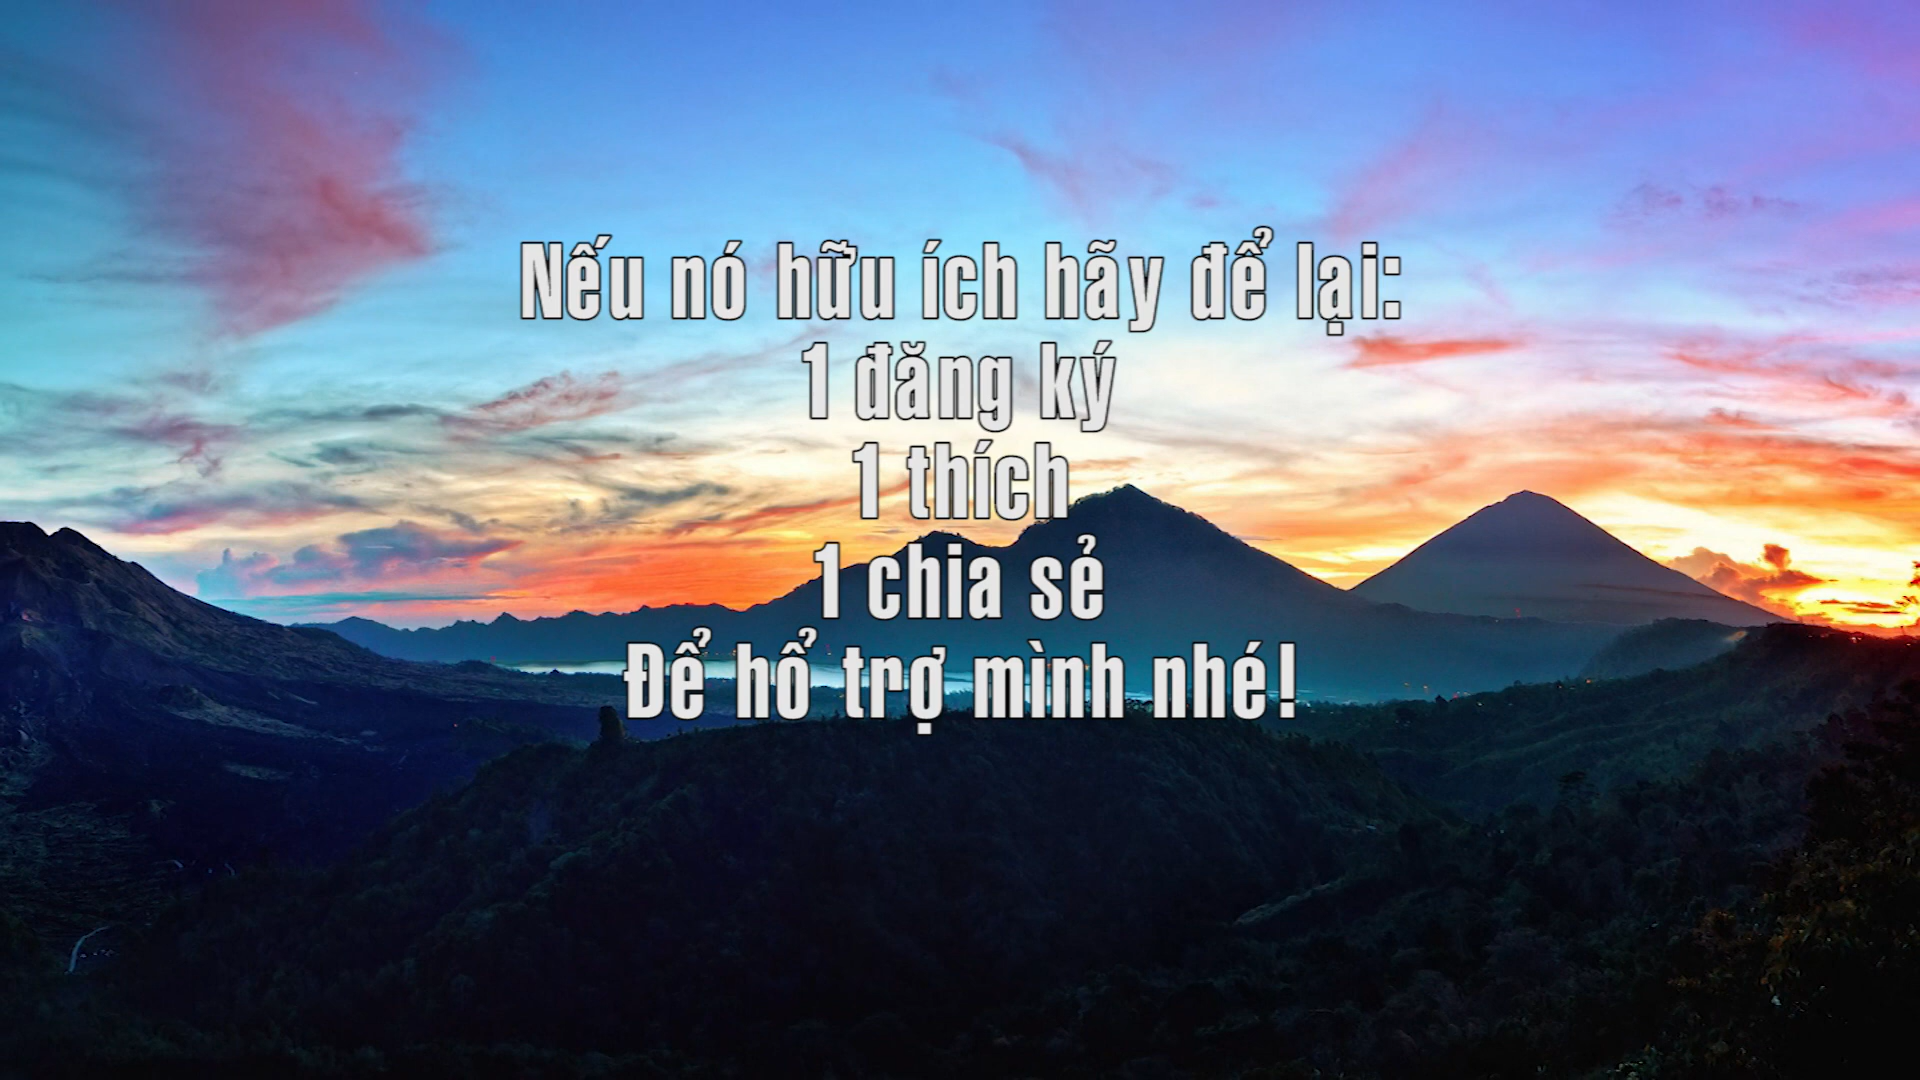 Nếu nó hữu ích hãy để lại:
1 đăng ký
1 thích
1 chia sẻ
Để hổ trợ mình nhé!